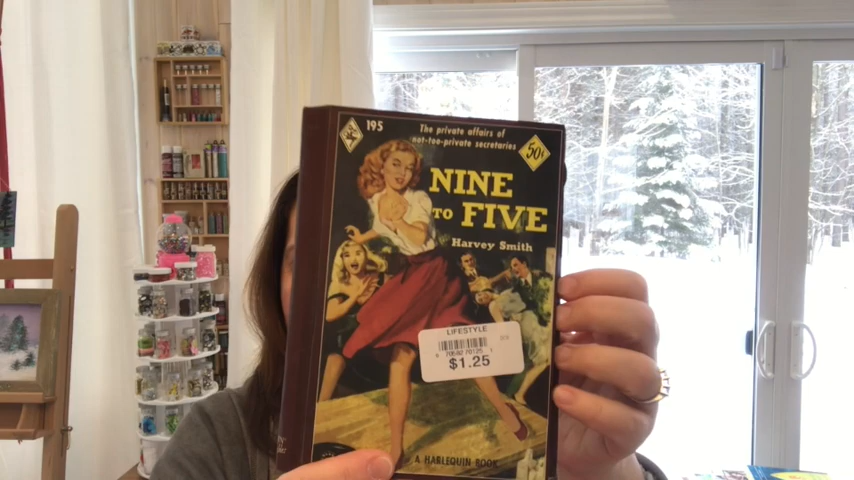 195
The private affairs of
not-too-private secretaries
50¢
NINE
TO FIVE
Harvey Smith
LIFESTYLE
$1.25
A HARLEQUIN BOOK